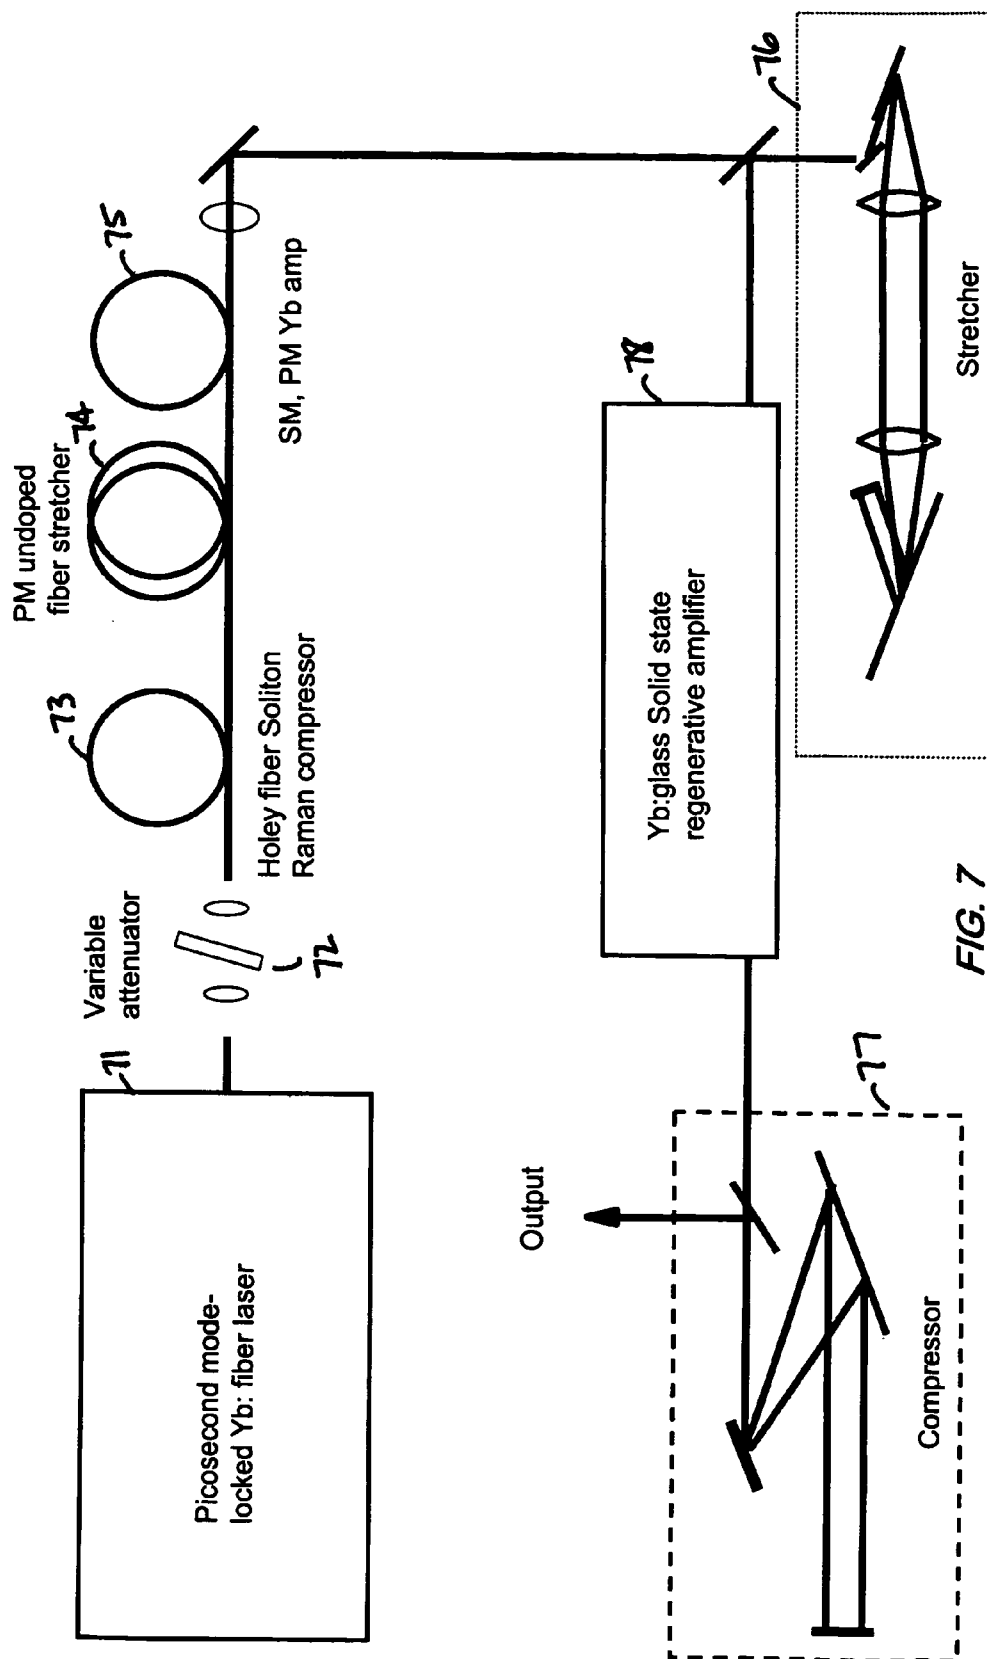 Picosecond mode-
locked Yb: fiber laser
71
Variable
attenuator
72
73
Holey fiber Soliton
Raman compressor
PM undoped
fiber stretcher
74
75
SM, PM Yb amp
76
Stretcher
78
Yb:glass Solid state
regenerative amplifier
77
Output
Compressor
FIG. 7